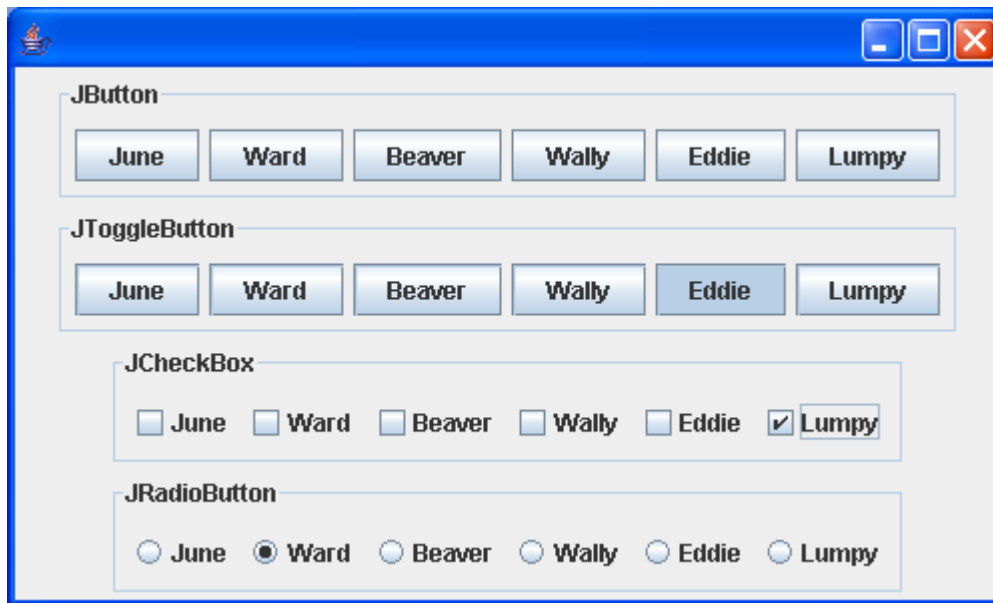 JButton
June Ward Beaver Wally Eddie Lumpy
JToggleButton
June Ward Beaver Wally Eddie Lumpy
JCheckBox
June Ward Beaver Wally Eddie Lumpy
JRadioButton
June Ward Beaver Wally Eddie Lumpy